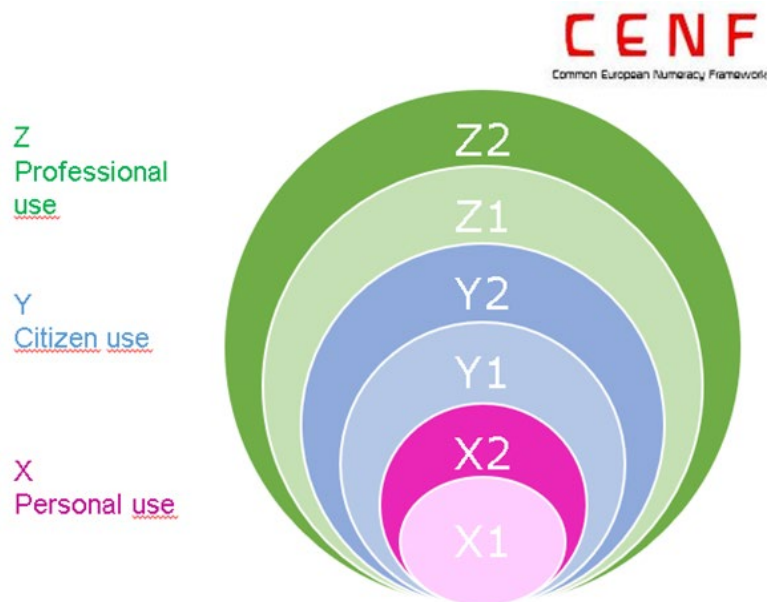 CENF
Common European Numeracy Framework
Z
Professional
use
Y
Citizen use
X
Personal use
Z2
Z1
Y2
Y1
X2
X1